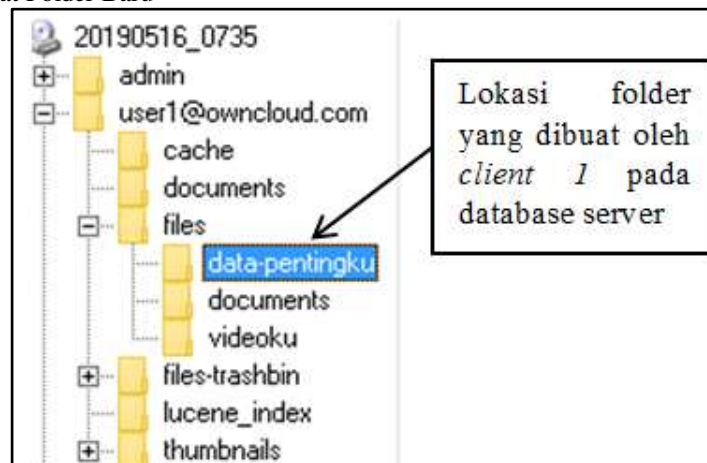 at Folder Baru
20190516_0735
admin
user1@owncloud.com
cache
documents
files
data-pentingku
documents
videoku
files-trashbin
lucene_index
thumbnails
Lokasi folder
yang dibuat oleh
client 1 pada
database server